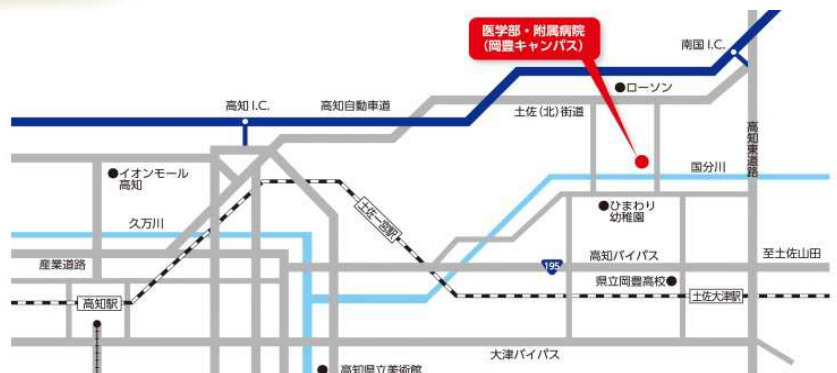 医学部・附属病院
(岡豊キャンパス)
南国 I.C.
ローソン
高知 I.C.
高知自動車道
土佐(北)街道
高知東道路
イオンモール
高知
国分川
土佐一宮駅
ひまわり
幼稚園
久万川
高知バイパス
至土佐山田
産業道路
195
県立岡豊高校
高知駅
土佐大津駅
大津バイパス
高知県立美術館